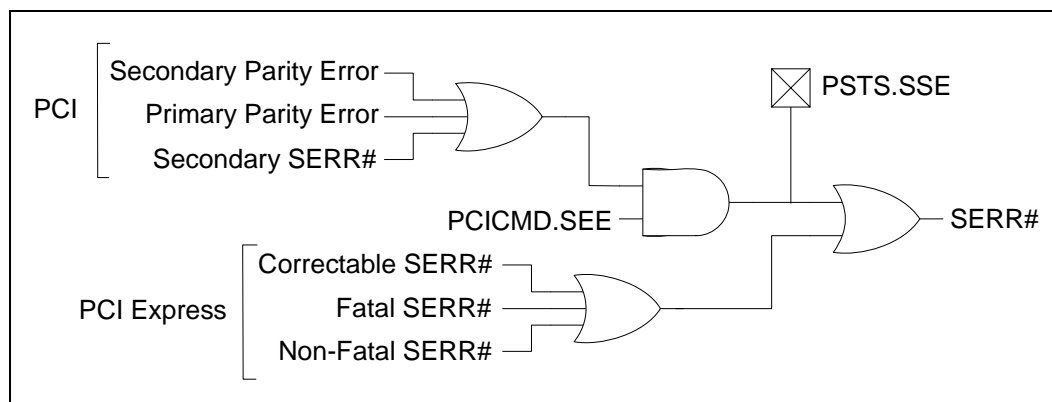 PCI
Secondary Parity Error
Primary Parity Error
Secondary SERR#
PSTS.SSE
PCICMD.SEE
SERR#
PCI Express
Correctable SERR#
Fatal SERR#
Non-Fatal SERR#